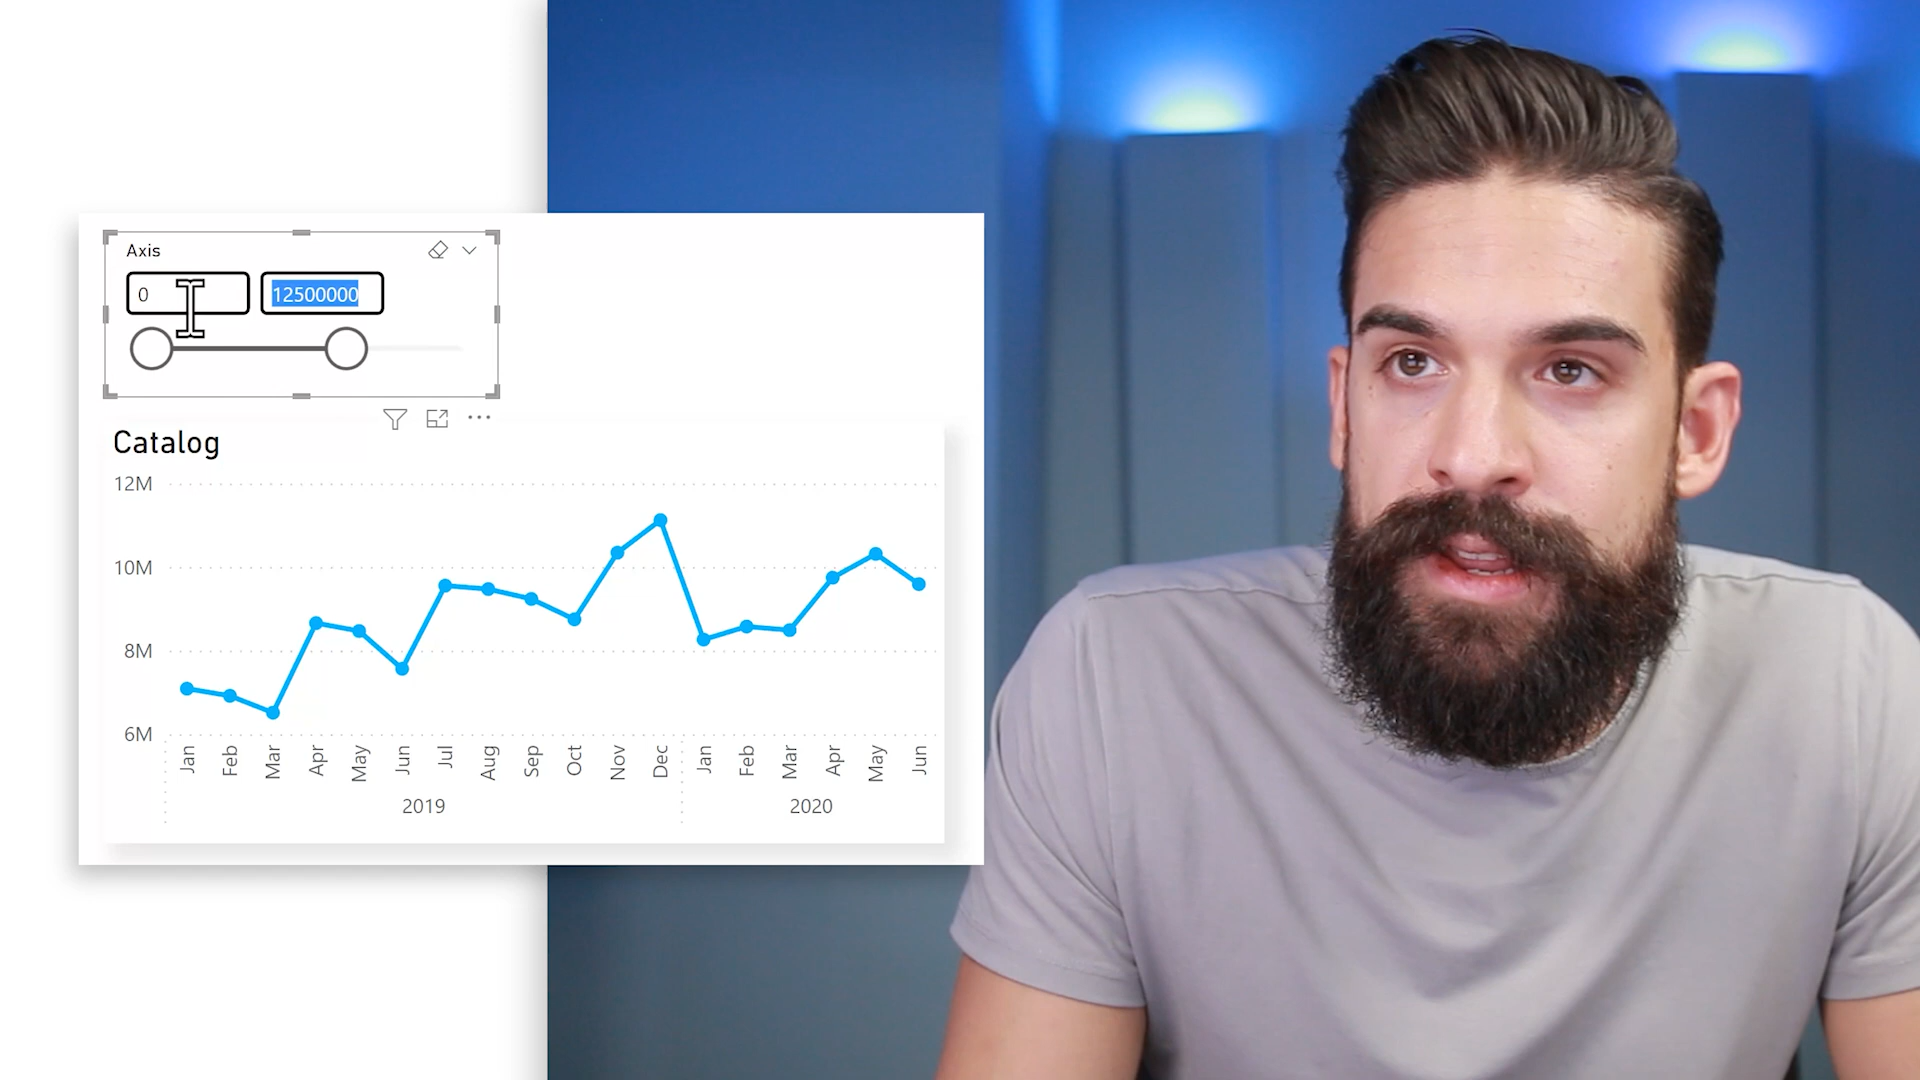 Axis
0 12500000
Catalog
12M
10M
8M
6M
Jan Feb Mar Apr May Jun Jul Aug Sep Oct Nov Dec Jan Feb Mar Apr May Jun
2019 2020